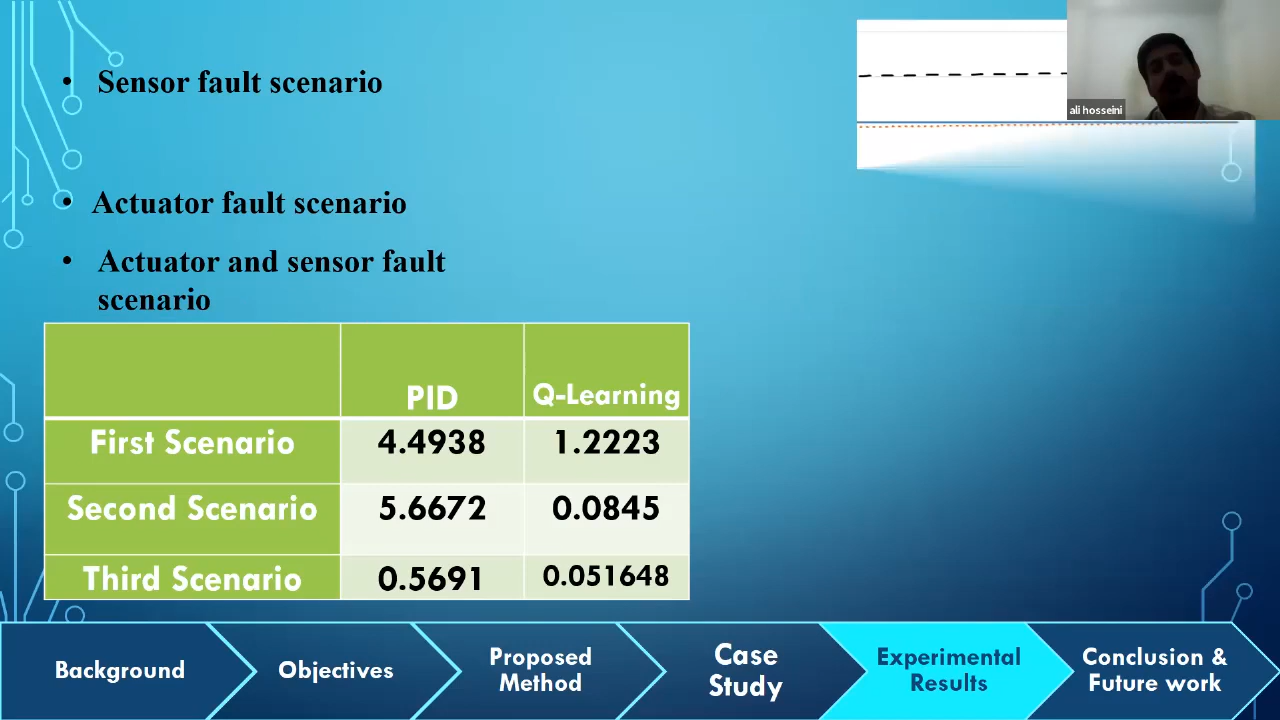 • Sensor fault scenario
ali hosseini
• Actuator fault scenario
• Actuator and sensor fault
scenario
PID Q-Learning
First Scenario 4.4938 1.2223
Second Scenario 5.6672 0.0845
Third Scenario 0.5691 0.051648
Background
Objectives
Proposed
Method
Case
Study
Experimental
Results
Conclusion &
Future work